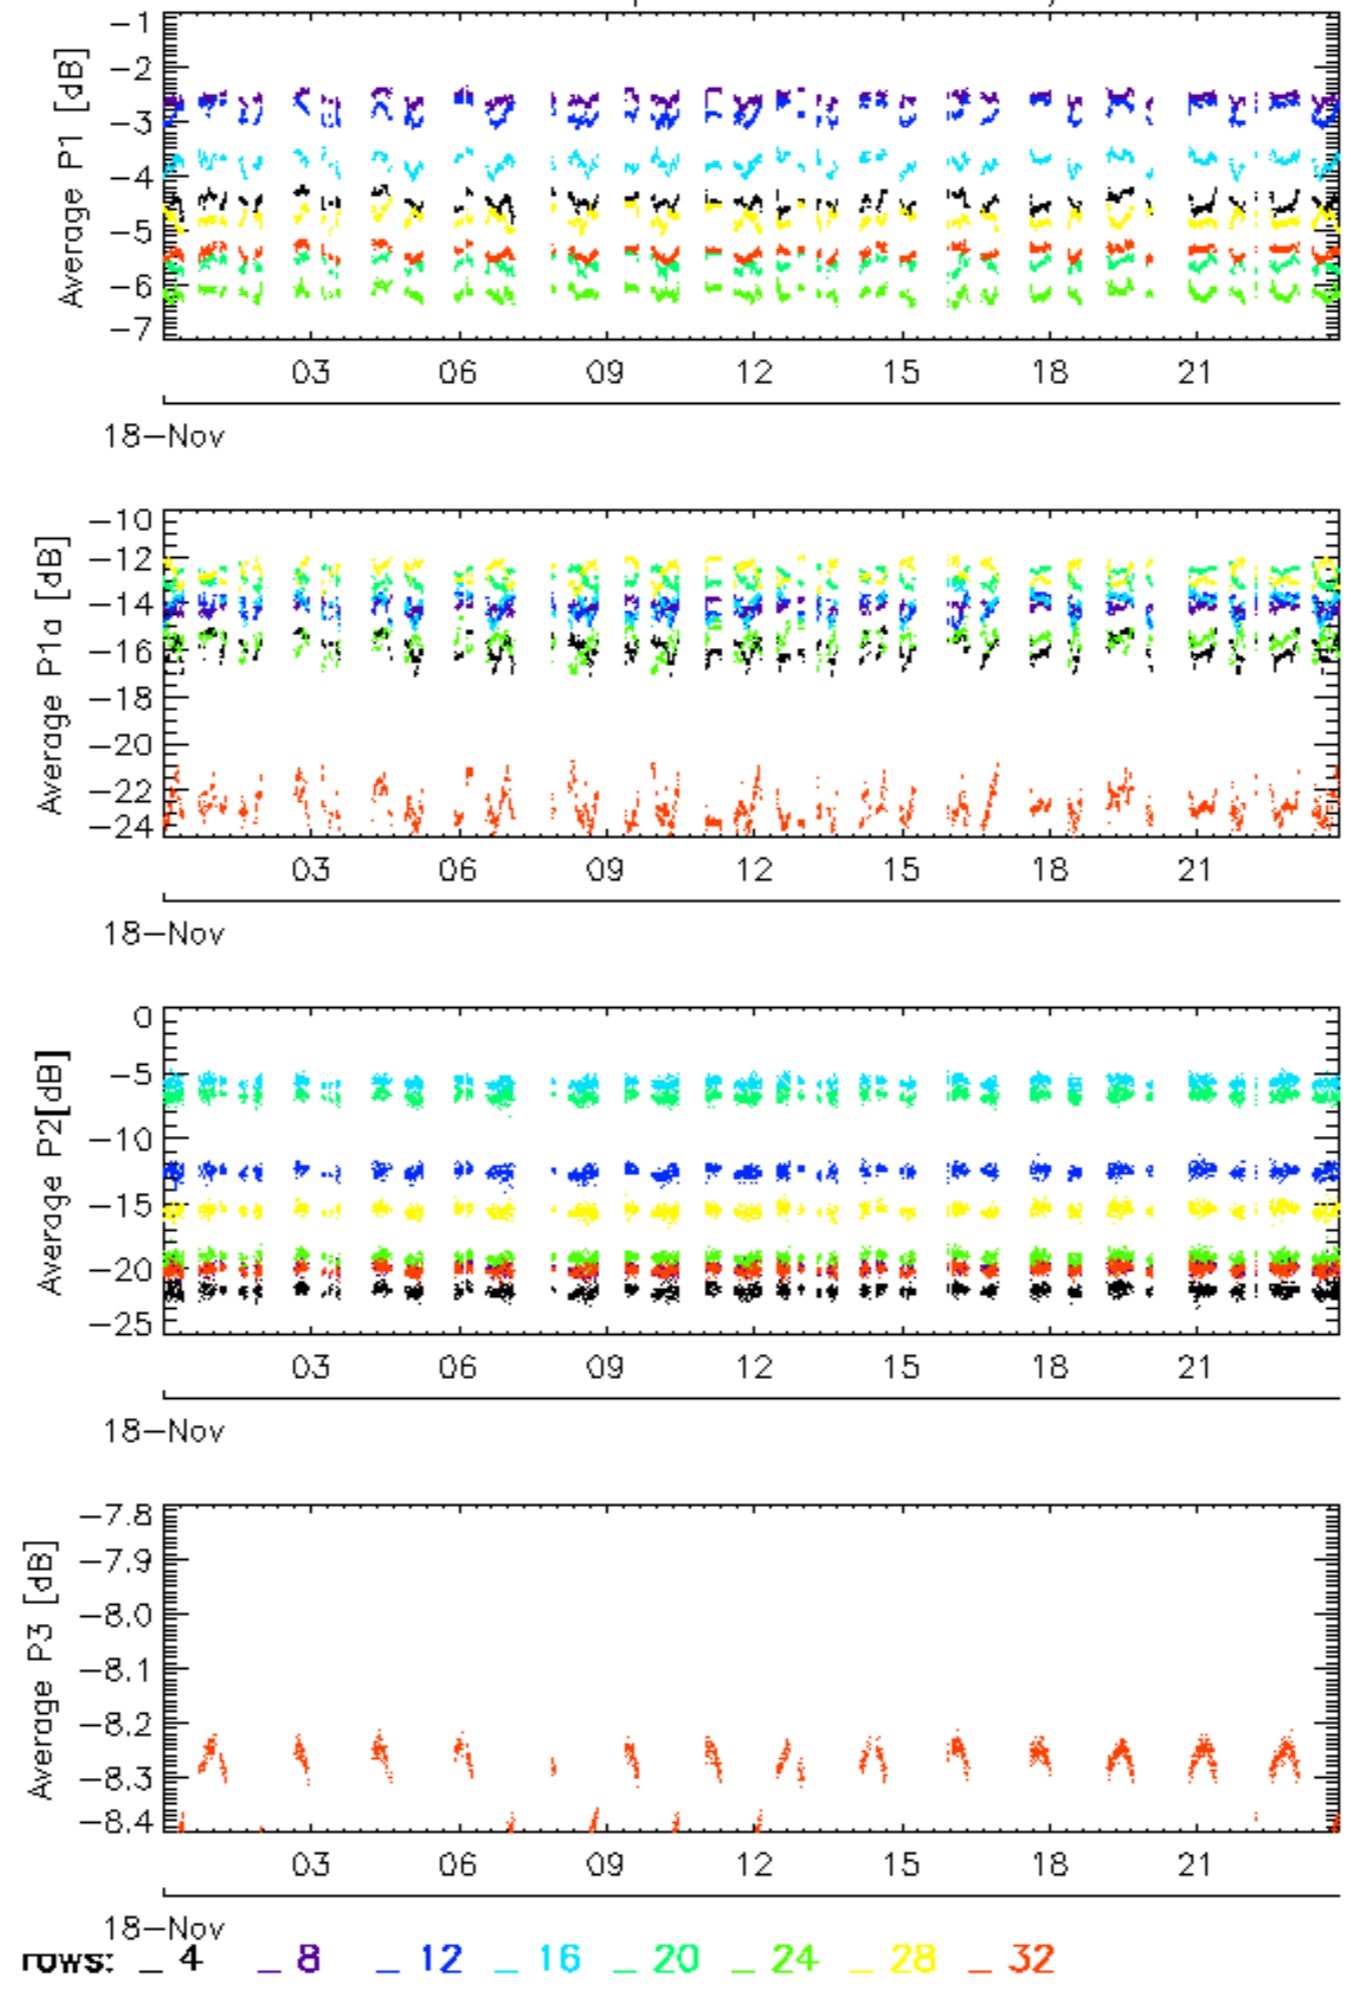 Average P1 [dB]
-1
-2
-3
-4
-5
-6
-7
03 06 09 12 15 18 21
18-Nov
Average P1a [dB]
-10
-12
-14
-16
-18
-20
-22
-24
03 06 09 12 15 18 21
18-Nov
Average P2[dB]
0
-5
-10
-15
-20
-25
03 06 09 12 15 18 21
18-Nov
Average P3 [dB]
-7.8
-7.9
-8.0
-8.1
-8.2
-8.3
-8.4
03 06 09 12 15 18 21
18-Nov
rows: _ 4 _ 8 _ 12 _ 16 _ 20 _ 24 _ 28 _ 32